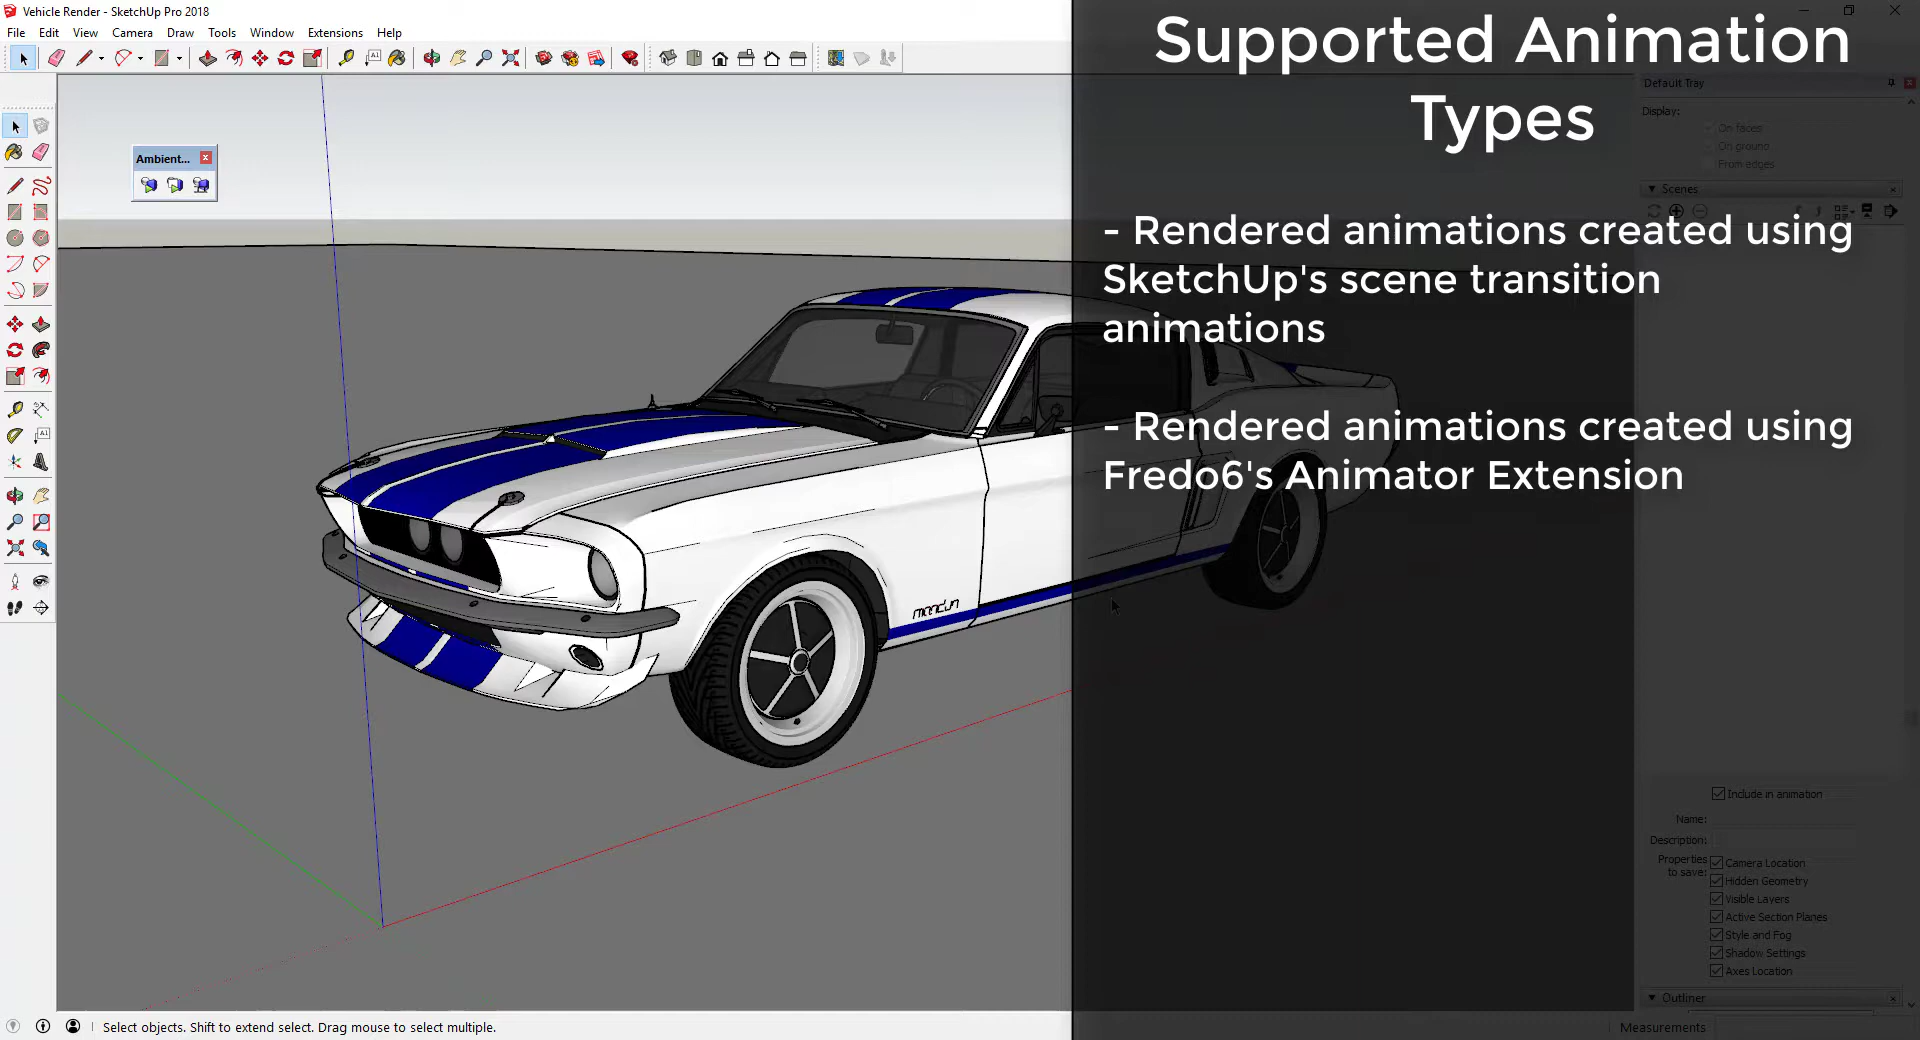 Vehicle Render - SketchUp Pro 2018
File Edit View Camera Draw Tools Window Extensions Help
Ambient...
Supported Animation
Types
- Rendered animations created using
SketchUp's scene transition
animations
- Rendered animations created using
Fredo6's Animator Extension
Default Tray
Display:
On faces
On ground
From edges
Scenes
Include in animation
Name:
Description:
Properties
to save:
Camera Location
Hidden Geometry
Visible Layers
Active Section Planes
Style and Fog
Shadow Settings
Axes Location
Outliner
Select objects. Shift to extend select. Drag mouse to select multiple.
Measurements